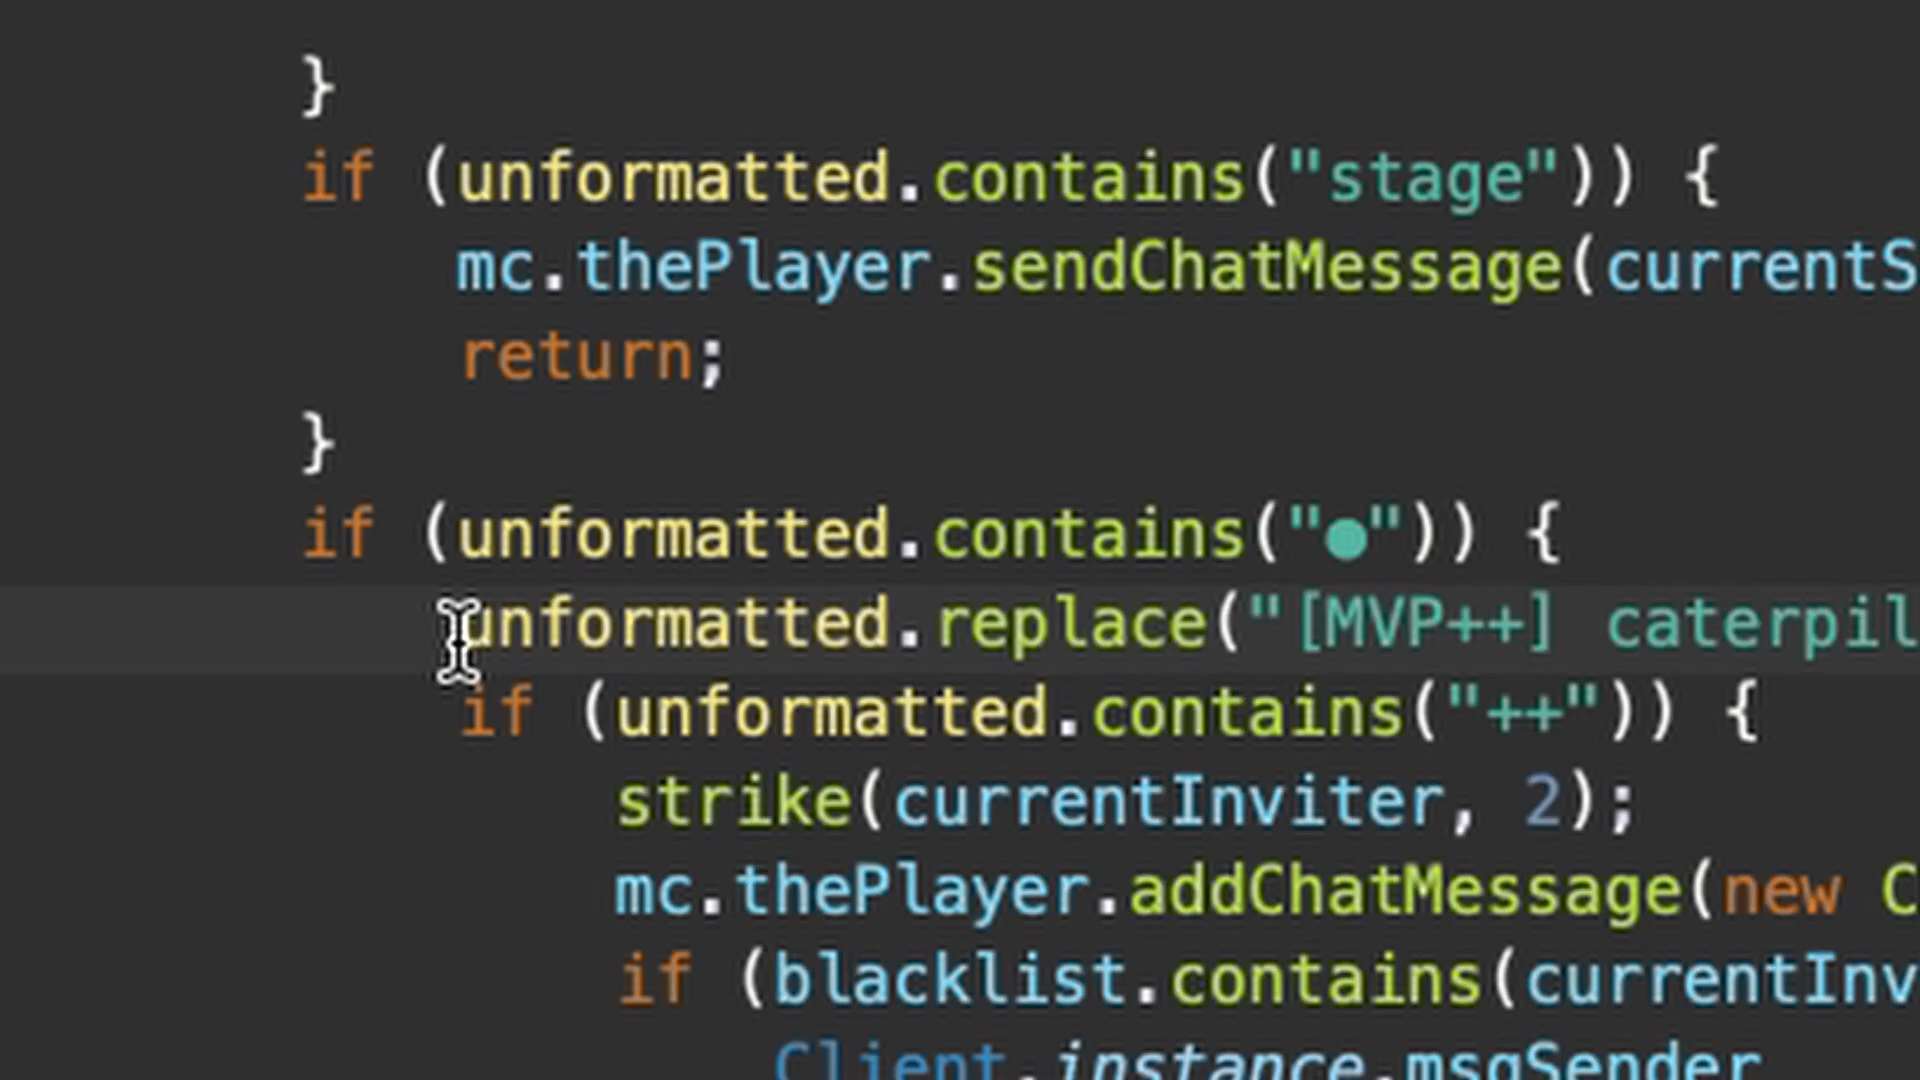 }
if (unformatted.contains("stage")) {
mc.thePlayer.sendChatMessage(currentS
return;
}
if (unformatted.contains("●")) {
unformatted.replace("[MVP++] caterpil
if (unformatted.contains("++")) {
strike(currentInviter, 2);
mc.thePlayer.addChatMessage(new C
if (blacklist.contains(currentInv
Client.instance.msgSender